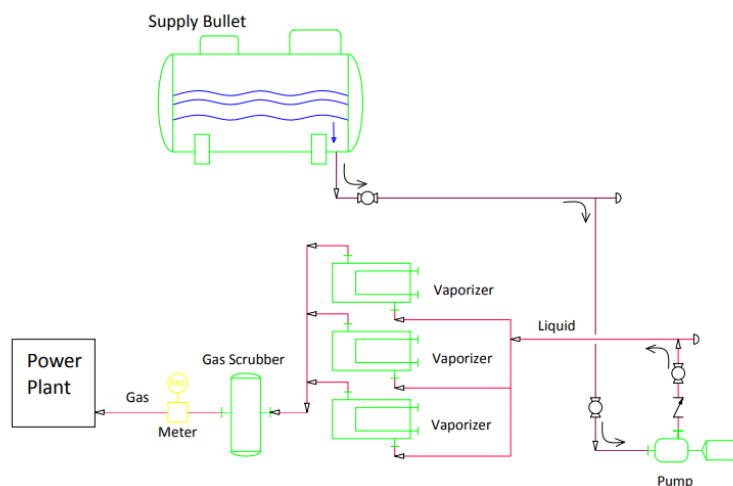 Supply Bullet
Vaporizer
Liquid
Vaporizer
Gas Scrubber
Power
Plant
Gas
FM
Meter
Vaporizer
Pump